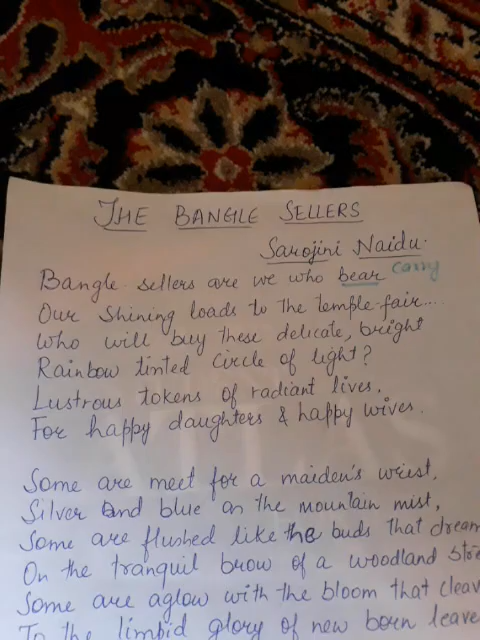 THE BANGLE SELLERS
Sarojini Naidu.
Bangle sellers are we who bear carry
Our Shining loads to the temple fair....
Who will buy these delicate, bright
Rainbow tinted Circle of light?
Lustrous tokens of radiant lives,
For happy daughters & happy wives.
Some are meet for a maiden's wrist,
Silver and blue as the mountain mist,
Some are flushed like the buds that dream
On the tranquil brow of a woodland
Some are aglow with the bloom that cleav
To the limpid glory of new born leave